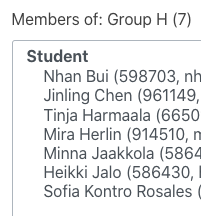 Members of: Group H (7)
Student
Nhan Bui (598703, nh
Jinling Chen (961149,
Tinja Harmaala (6650
Mira Herlin (914510, m
Minna Jaakkola (5864
Heikki Jalo (586430, l
Sofia Kontro Rosales (